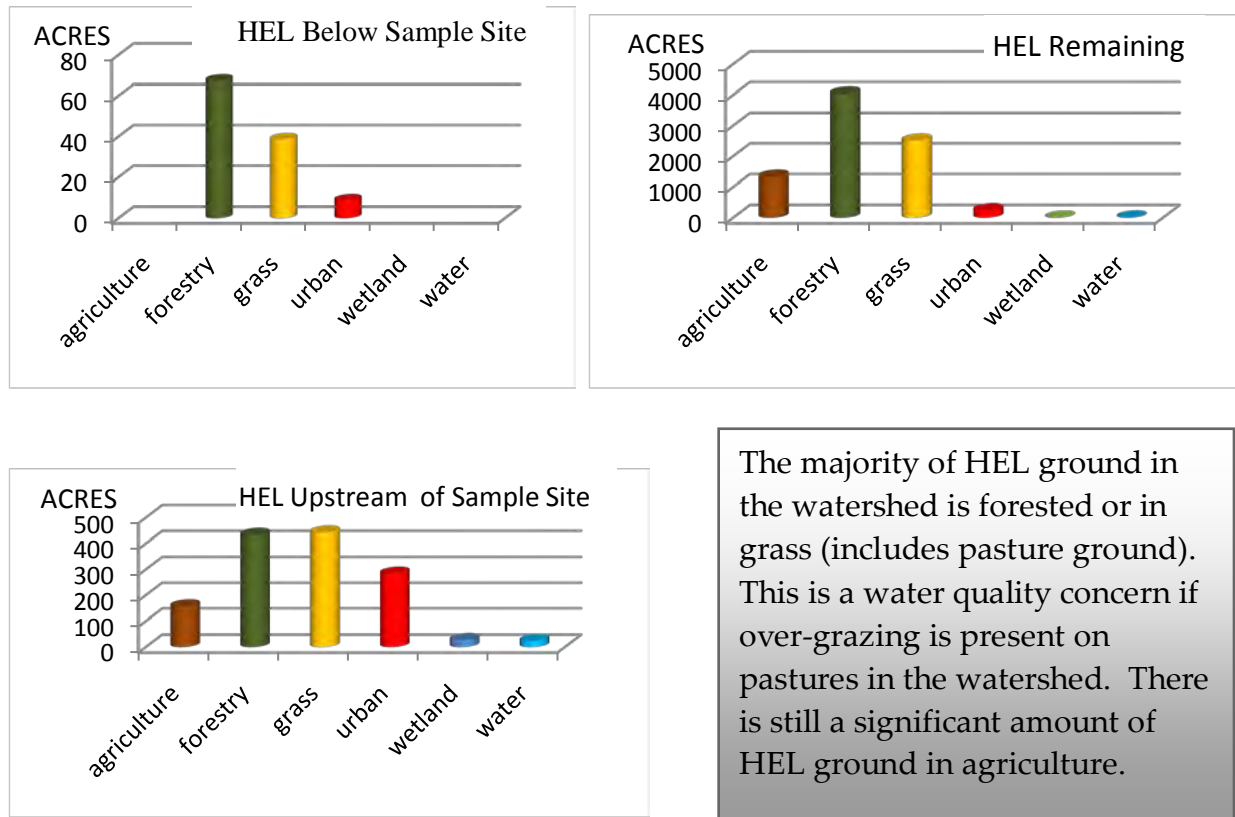 ACRES
HEL Below Sample Site
80
60
40
20
0
agriculture
forestry
grass
urban
wetland
water
ACRES
HEL Remaining
5000
4000
3000
2000
1000
0
agriculture
forestry
grass
urban
wetland
water
ACRES
HEL Upstream of Sample Site
500
400
300
200
100
0
agriculture
forestry
grass
urban
wetland
water
The majority of HEL ground in
the watershed is forested or in
grass (includes pasture ground).
This is a water quality concern if
over-grazing is present on
pastures in the watershed. There
is still a significant amount of
HEL ground in agriculture.